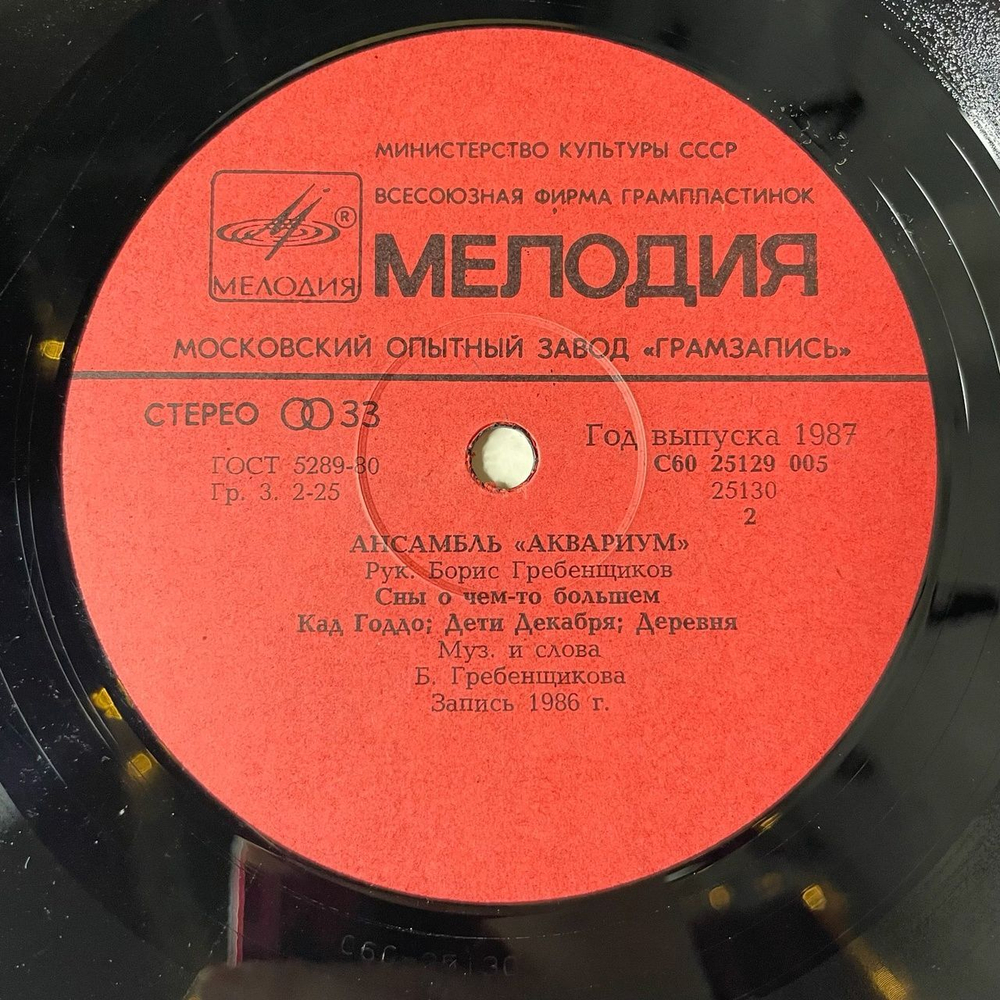 МИНИСТЕРСТВО КУЛЬТУРЫ СССР
ВСЕСОЮЗНАЯ ФИРМА ГРАМПЛАСТИНОК
®
МЕЛОДИЯ
МЕЛОДИЯ
МОСКОВСКИЙ ОПЫТНЫЙ ЗАВОД «ГРАМЗАПИСЬ»
СТЕРЕО 33
Год выпуска 1987
ГОСТ 5289-80
С60 25129 005
Гр. 3. 2-25
25130
2
АНСАМБЛЬ «АКВАРИУМ»
Рук. Борис Гребенщиков
Сны о чем-то большем
Кад Годдо; Дети Декабря; Деревня
Муз. и слова
Б. Гребенщикова
Запись 1986 г.